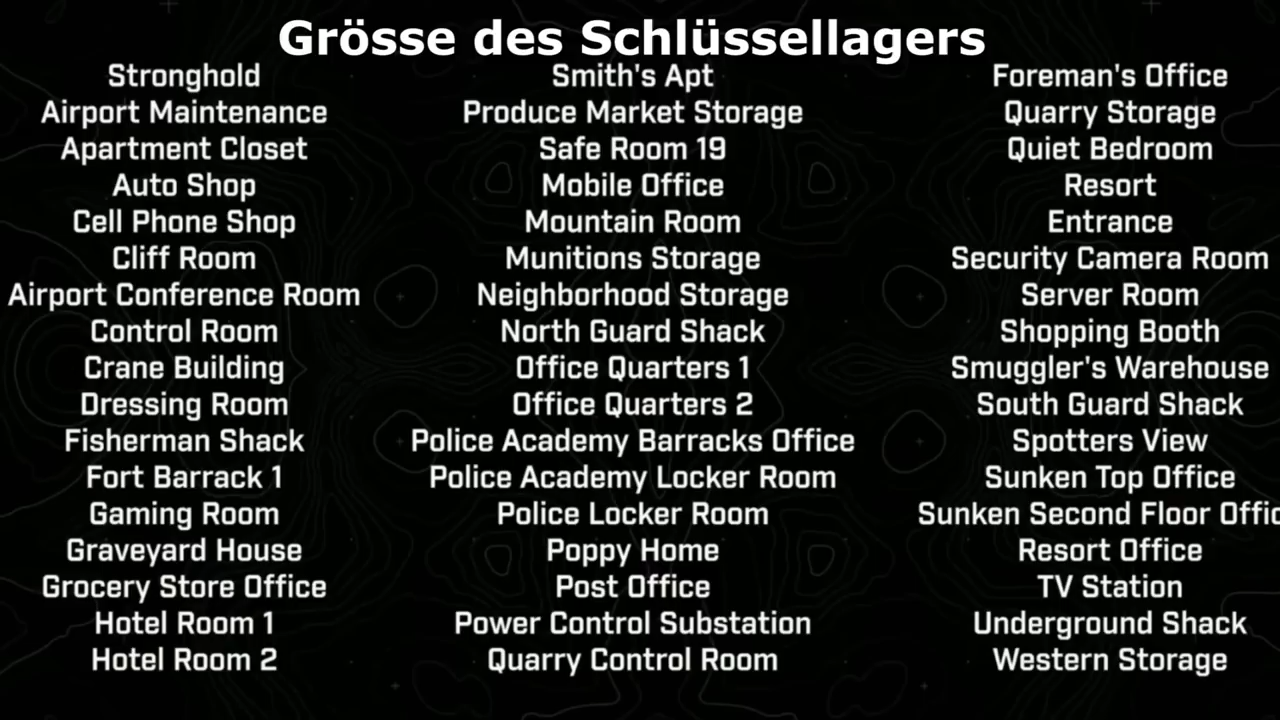 Grösse des Schlüssellagers
Stronghold
Airport Maintenance
Apartment Closet
Auto Shop
Cell Phone Shop
Cliff Room
Airport Conference Room
Control Room
Crane Building
Dressing Room
Fisherman Shack
Fort Barrack 1
Gaming Room
Graveyard House
Grocery Store Office
Hotel Room 1
Hotel Room 2
Smith's Apt
Produce Market Storage
Safe Room 19
Mobile Office
Mountain Room
Munitions Storage
Neighborhood Storage
North Guard Shack
Office Quarters 1
Office Quarters 2
Police Academy Barracks Office
Police Academy Locker Room
Police Locker Room
Poppy Home
Post Office
Power Control Substation
Quarry Control Room
Foreman's Office
Quarry Storage
Quiet Bedroom
Resort
Entrance
Security Camera Room
Server Room
Shopping Booth
Smuggler's Warehouse
South Guard Shack
Spotters View
Sunken Top Office
Sunken Second Floor
Resort Office
TV Station
Underground Shack
Western Storage